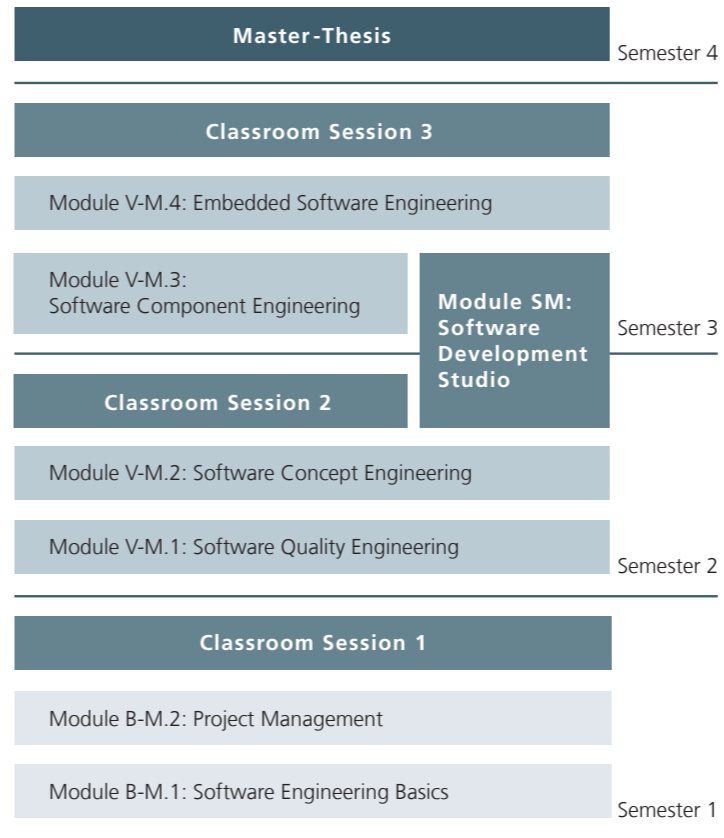 Master-Thesis
Semester 4
Classroom Session 3
Module V-M.4: Embedded Software Engineering
Module V-M.3:
Software Component Engineering
Module SM:
Software
Development
Studio
Semester 3
Classroom Session 2
Module V-M.2: Software Concept Engineering
Module V-M.1: Software Quality Engineering
Semester 2
Classroom Session 1
Module B-M.2: Project Management
Module B-M.1: Software Engineering Basics
Semester 1